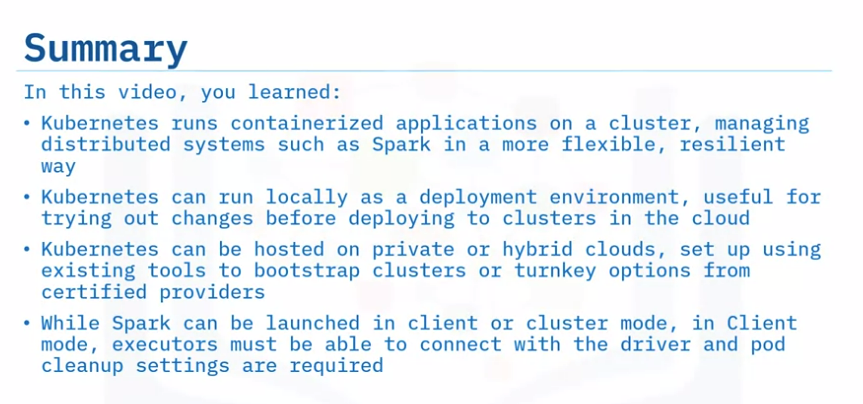 Summary
In this video, you learned:
• Kubernetes runs containerized applications on a cluster, managing
distributed systems such as Spark in a more flexible, resilient
way
• Kubernetes can run locally as a deployment environment, useful for
trying out changes before deploying to clusters in the cloud
• Kubernetes can be hosted on private or hybrid clouds, set up using
existing tools to bootstrap clusters or turnkey options from
certified providers
• While Spark can be launched in client or cluster mode, in Client
mode, executors must be able to connect with the driver and pod
cleanup settings are required